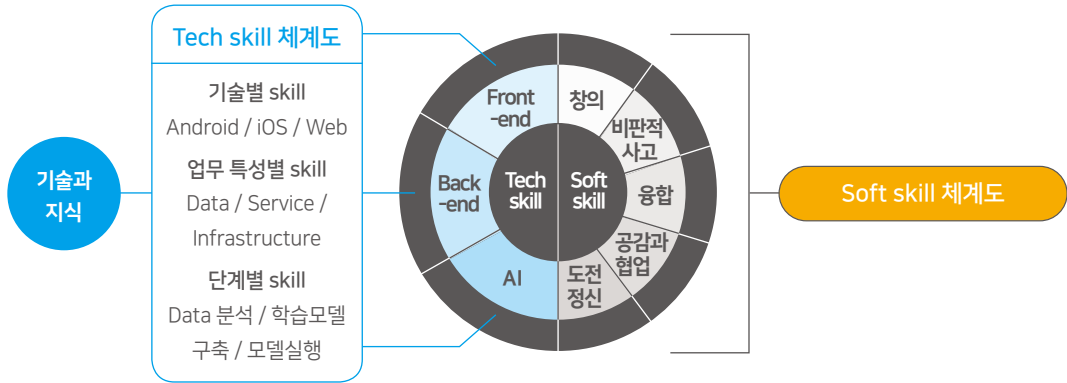 Tech skill 체계도
기술별 skill
Android / iOS / Web
업무 특성별 skill
Data / Service /
Infrastructure
단계별 skill
Data 분석 / 학습모델
구축 / 모델실행
기술과
지식
Front
-end
Back
-end
AI
Tech
skill
Soft
skill
창의
비판적
사고
융합
공감과
협업
도전
정신
Soft skill 체계도